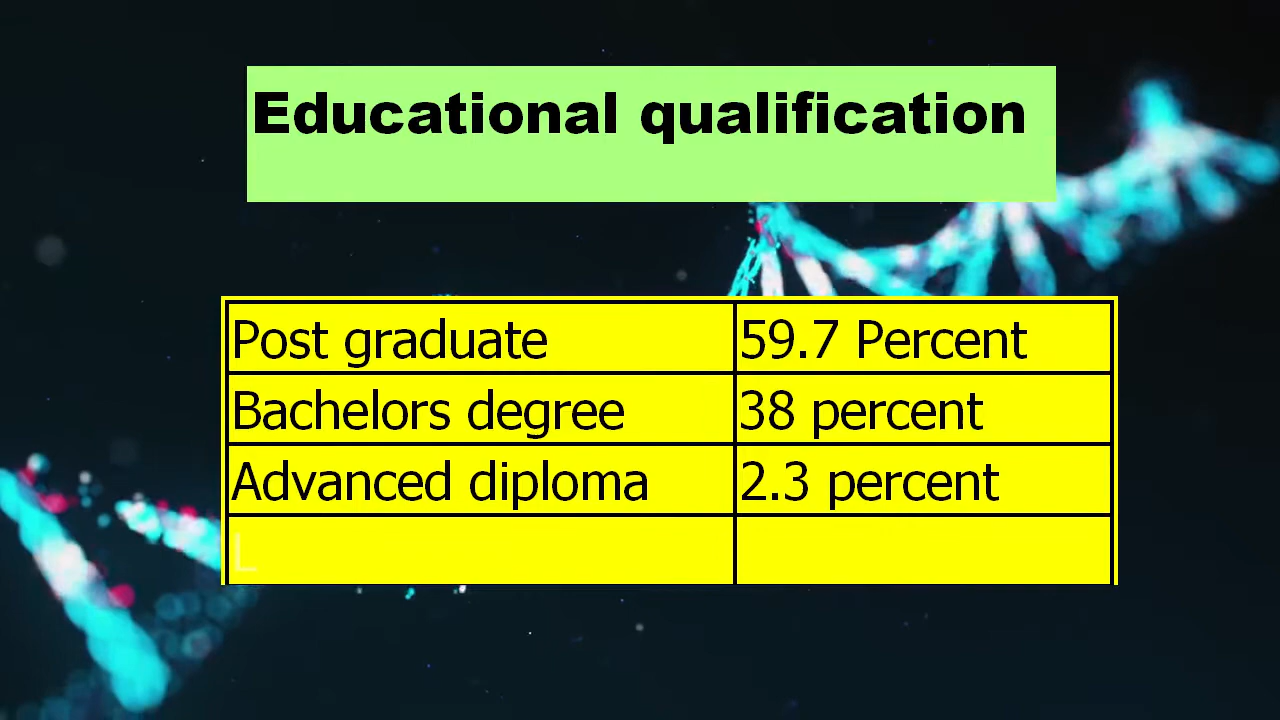 Educational qualification
Post graduate 59.7 Percent
Bachelors degree 38 percent
Advanced diploma 2.3 percent
L